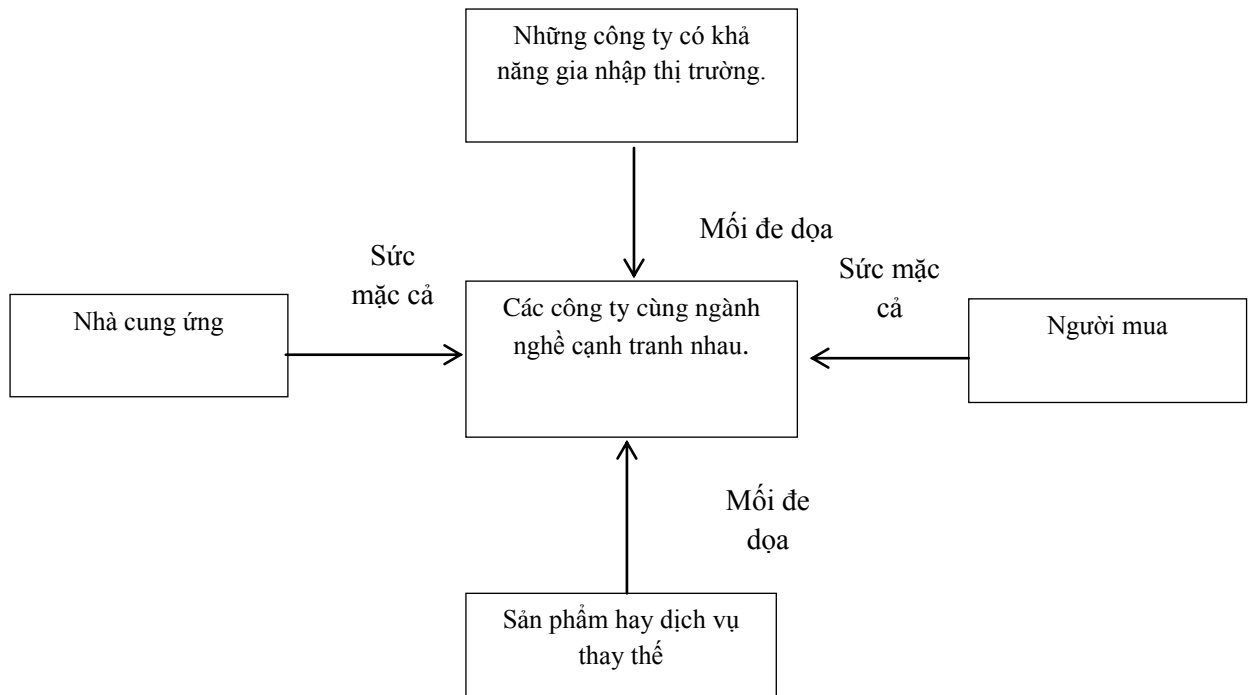 Những công ty có khả
năng gia nhập thị trường.
Mối đe dọa
Sức
mặc cả
Sức mặc
cả
Nhà cung ứng
Các công ty cùng ngành
nghề cạnh tranh nhau.
Người mua
Mối đe
dọa
Sản phẩm hay dịch vụ
thay thế